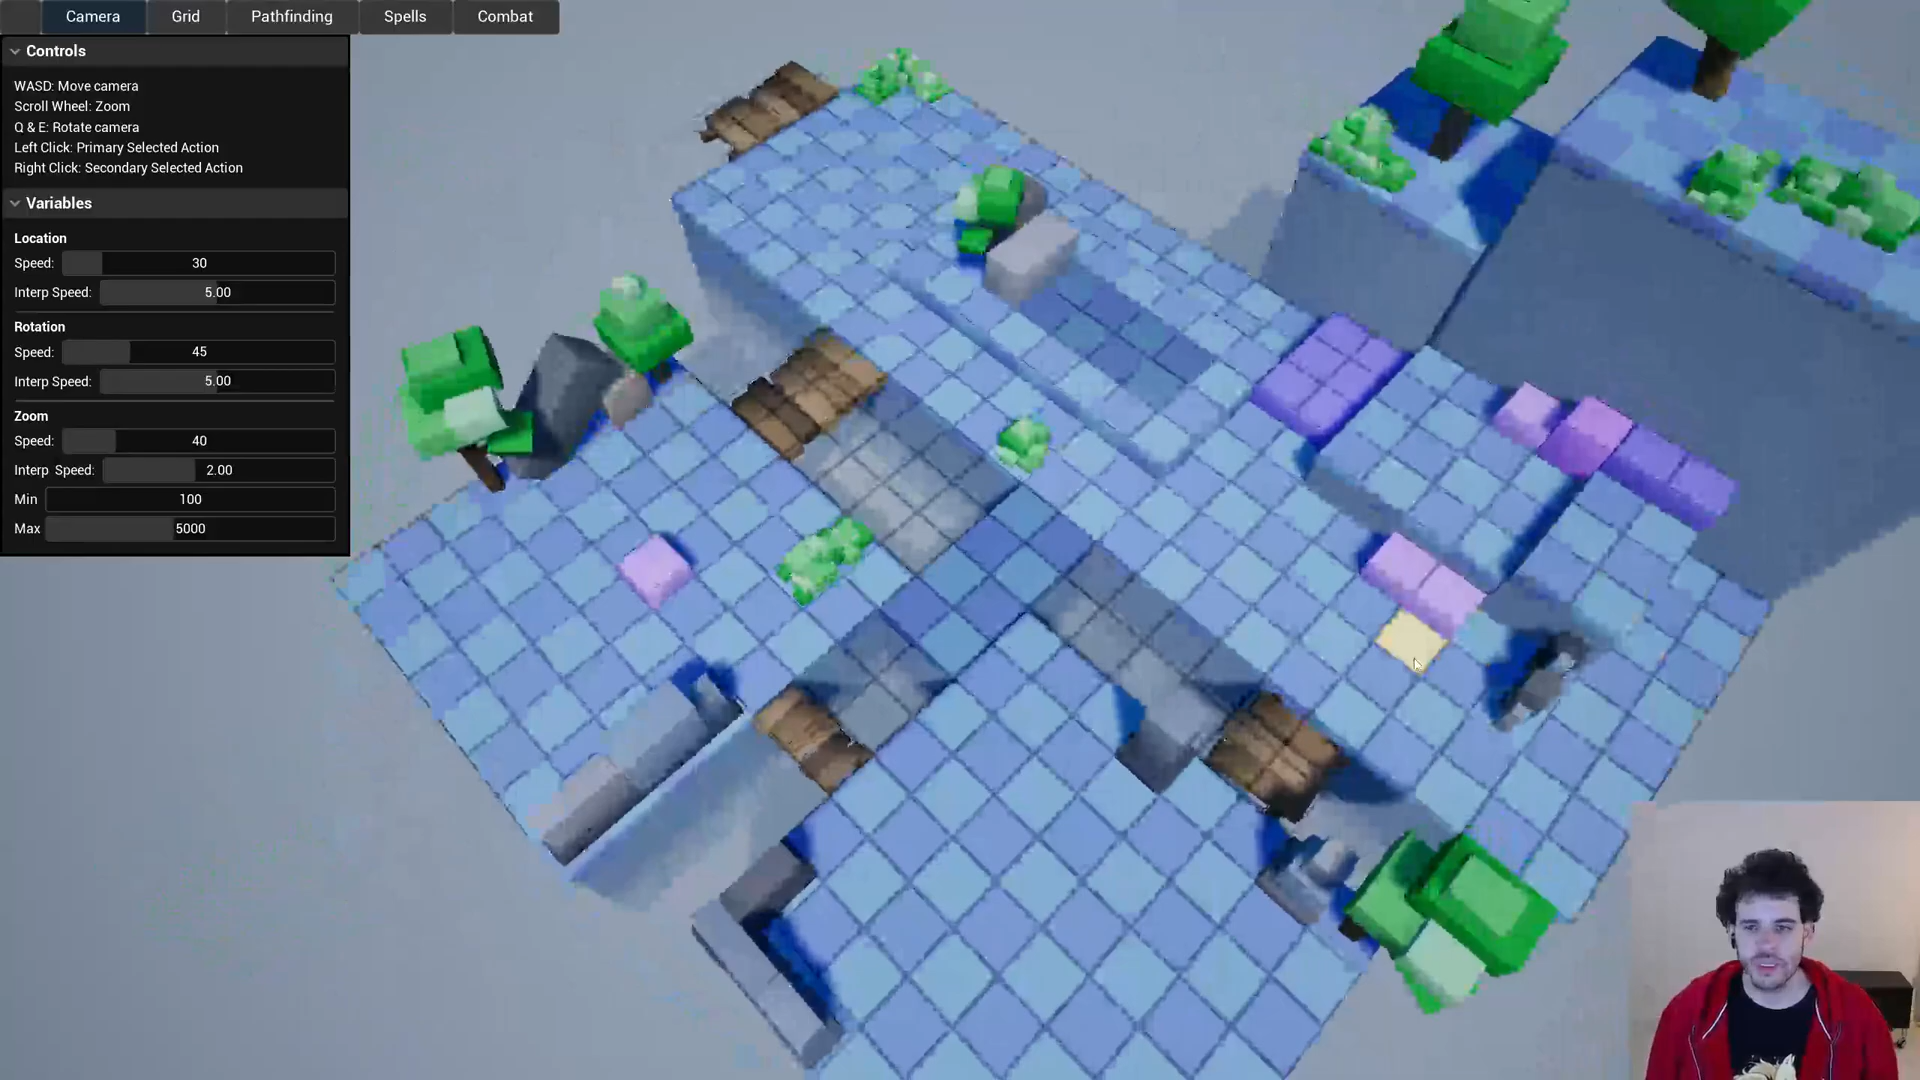 Camera
Grid
Pathfinding
Spells
Combat
Controls
WASD: Move camera
Scroll Wheel: Zoom
Q & E: Rotate camera
Left Click: Primary Selected Action
Right Click: Secondary Selected Action
Variables
Location
Speed: 30
Interp Speed: 5.00
Rotation
Speed: 45
Interp Speed: 5.00
Zoom
Speed: 40
Interp Speed: 2.00
Min 100
Max 5000